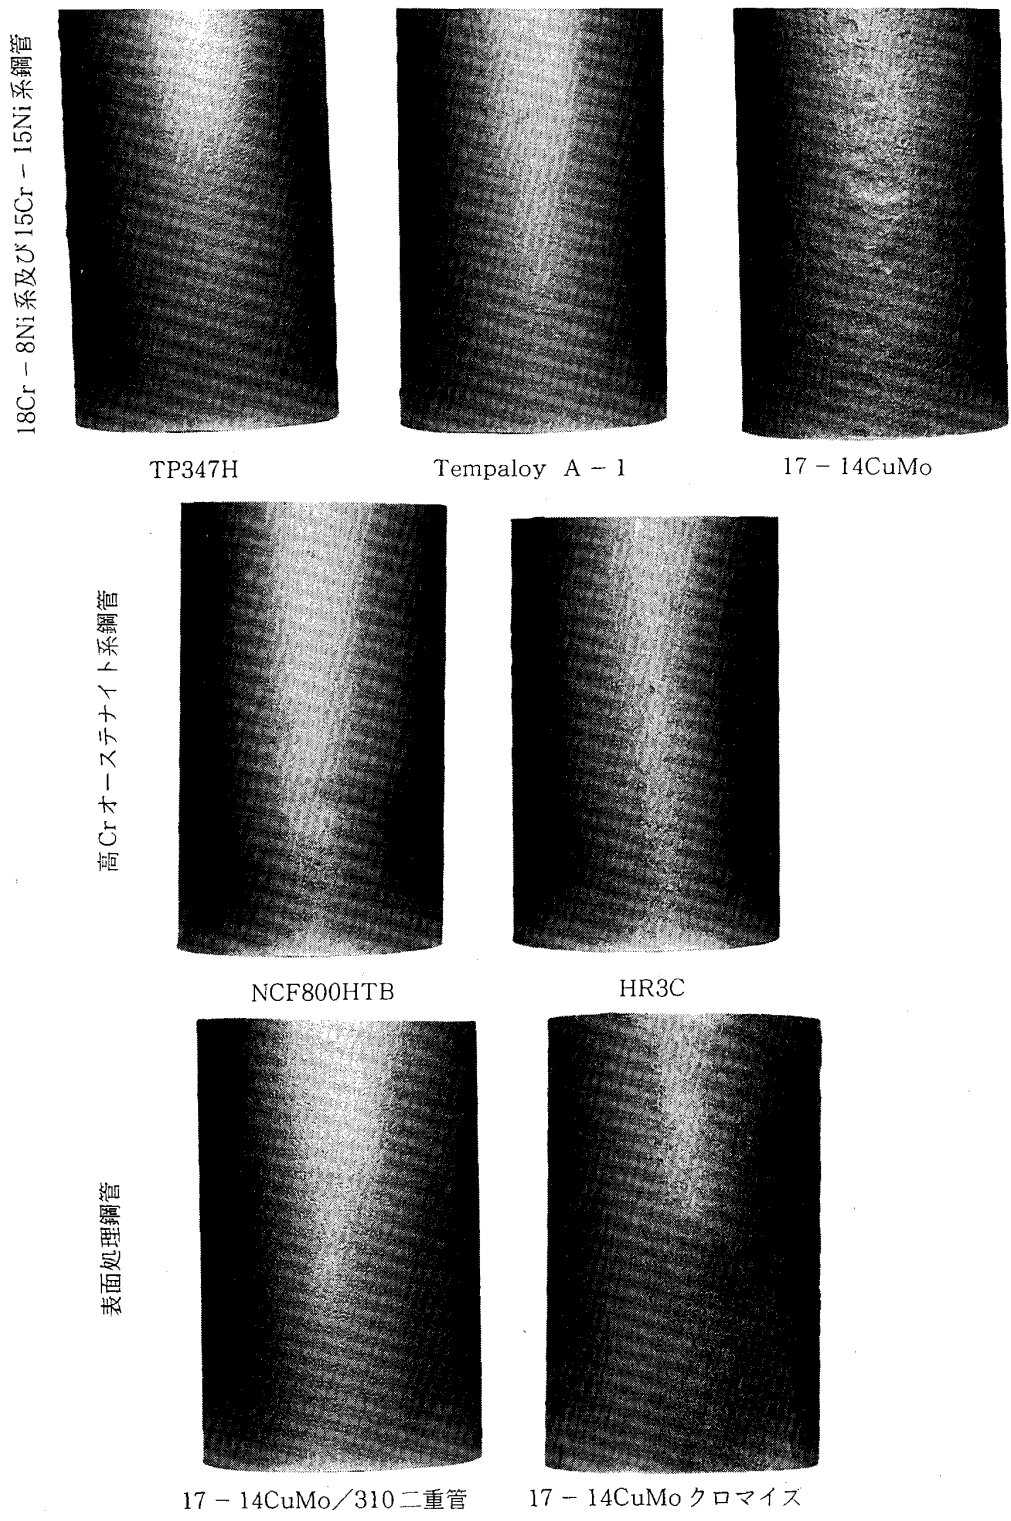 18Cr－8Ni系及び15Cr－15Ni系鋼管
TP347H
Tempaloy A－1
17－14CuMo
高Crオーステナイト系鋼管
NCF800HTB
HR3C
表面処理鋼管
17－14CuMo／310二重管
17－14CuMoクロマイズ